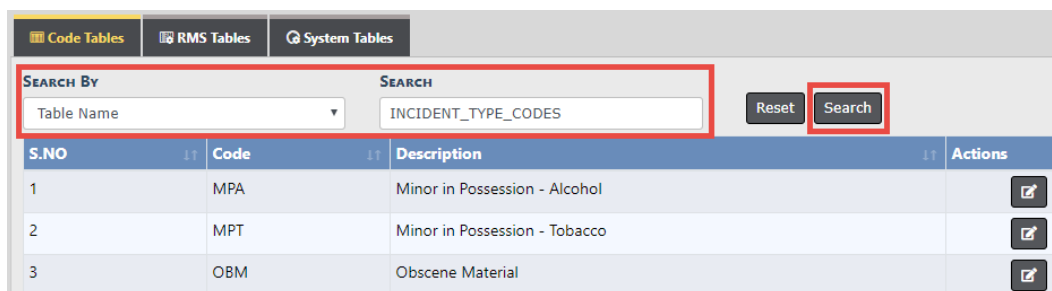 Code Tables RMS Tables System Tables
SEARCH BY SEARCH
Table Name INCIDENT_TYPE_CODES Reset Search
S.NO Code Description Actions
1 MPA Minor in Possession - Alcohol
2 MPT Minor in Possession - Tobacco
3 OBM Obscene Material